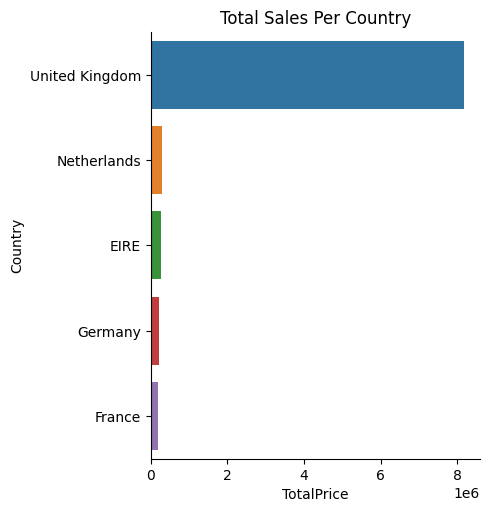 Total Sales Per Country
Country
United Kingdom
Netherlands
EIRE
Germany
France
0 2 4 6 8
1e6
TotalPrice